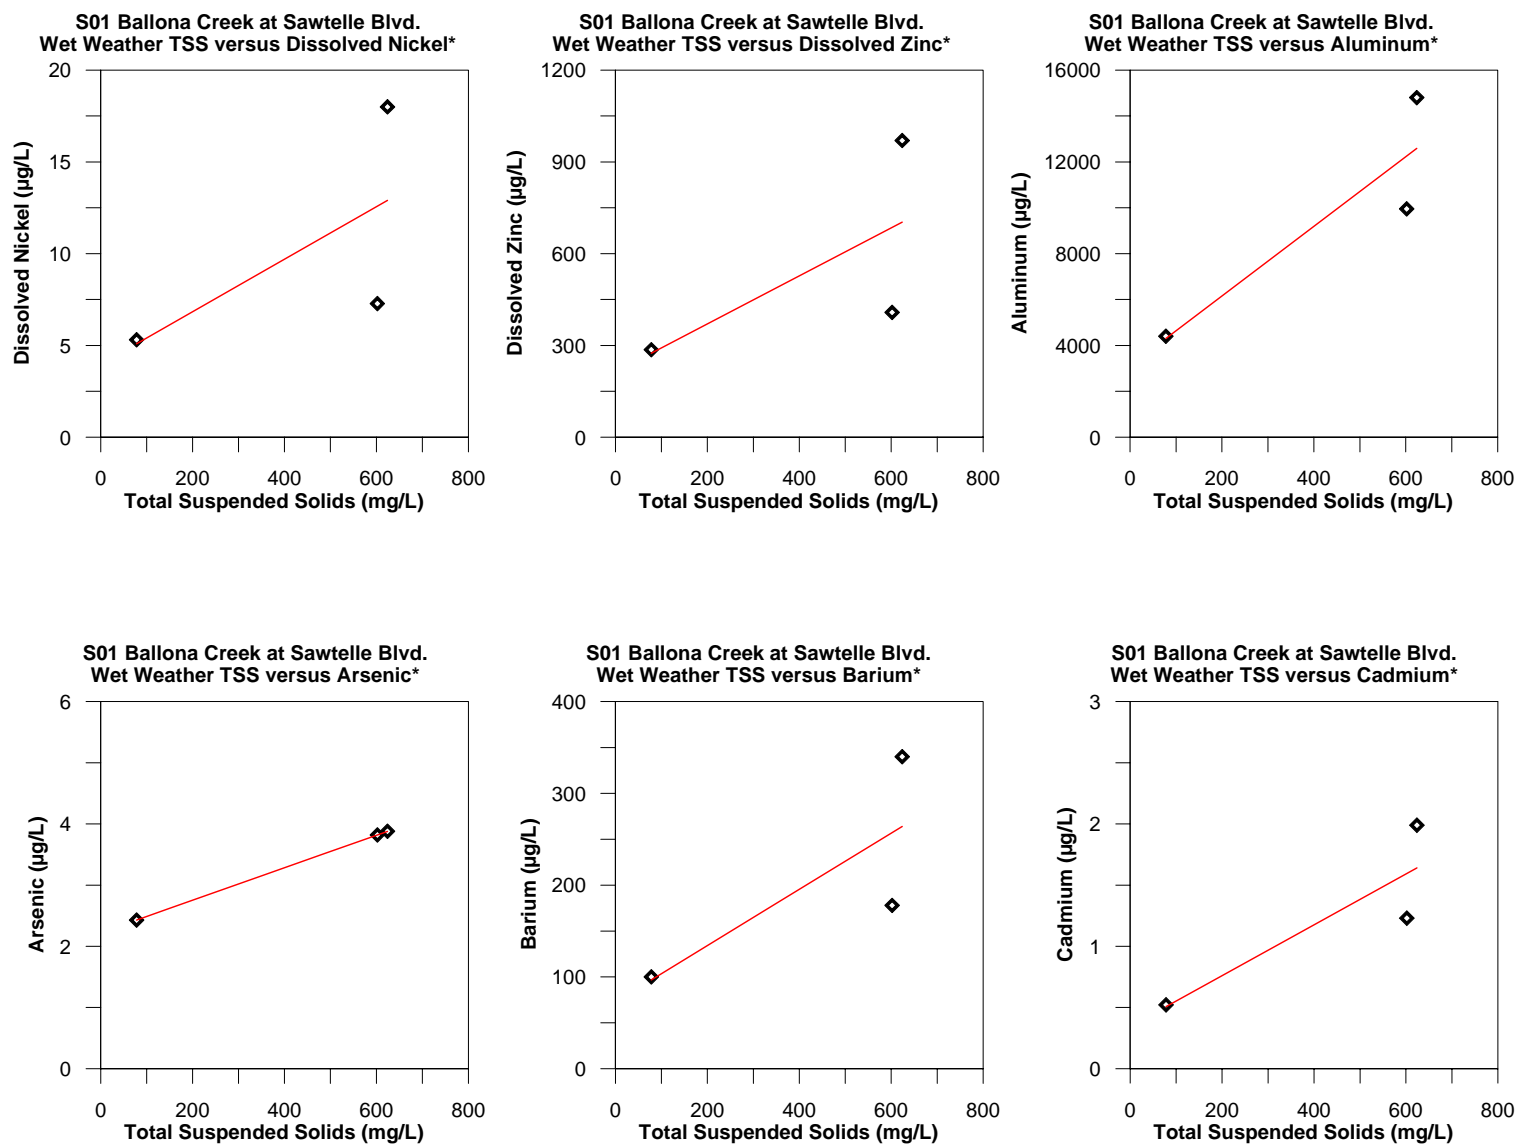 S01 Ballona Creek at Sawtelle Blvd.
Wet Weather TSS versus Dissolved Nickel*
20
15
10
5
0
Dissolved Nickel (µg/L)
0 200 400 600 800
Total Suspended Solids (mg/L)
S01 Ballona Creek at Sawtelle Blvd.
Wet Weather TSS versus Dissolved Zinc*
1200
900
600
300
0
Dissolved Zinc (µg/L)
0 200 400 600 800
Total Suspended Solids (mg/L)
S01 Ballona Creek at Sawtelle Blvd.
Wet Weather TSS versus Aluminum*
16000
12000
8000
4000
0
Aluminum (µg/L)
0 200 400 600 800
Total Suspended Solids (mg/L)
S01 Ballona Creek at Sawtelle Blvd.
Wet Weather TSS versus Arsenic*
6
4
2
0
Arsenic (µg/L)
0 200 400 600 800
Total Suspended Solids (mg/L)
S01 Ballona Creek at Sawtelle Blvd.
Wet Weather TSS versus Barium*
400
300
200
100
0
Barium (µg/L)
0 200 400 600 800
Total Suspended Solids (mg/L)
S01 Ballona Creek at Sawtelle Blvd.
Wet Weather TSS versus Cadmium*
3
2
1
0
Cadmium (µg/L)
0 200 400 600 800
Total Suspended Solids (mg/L)